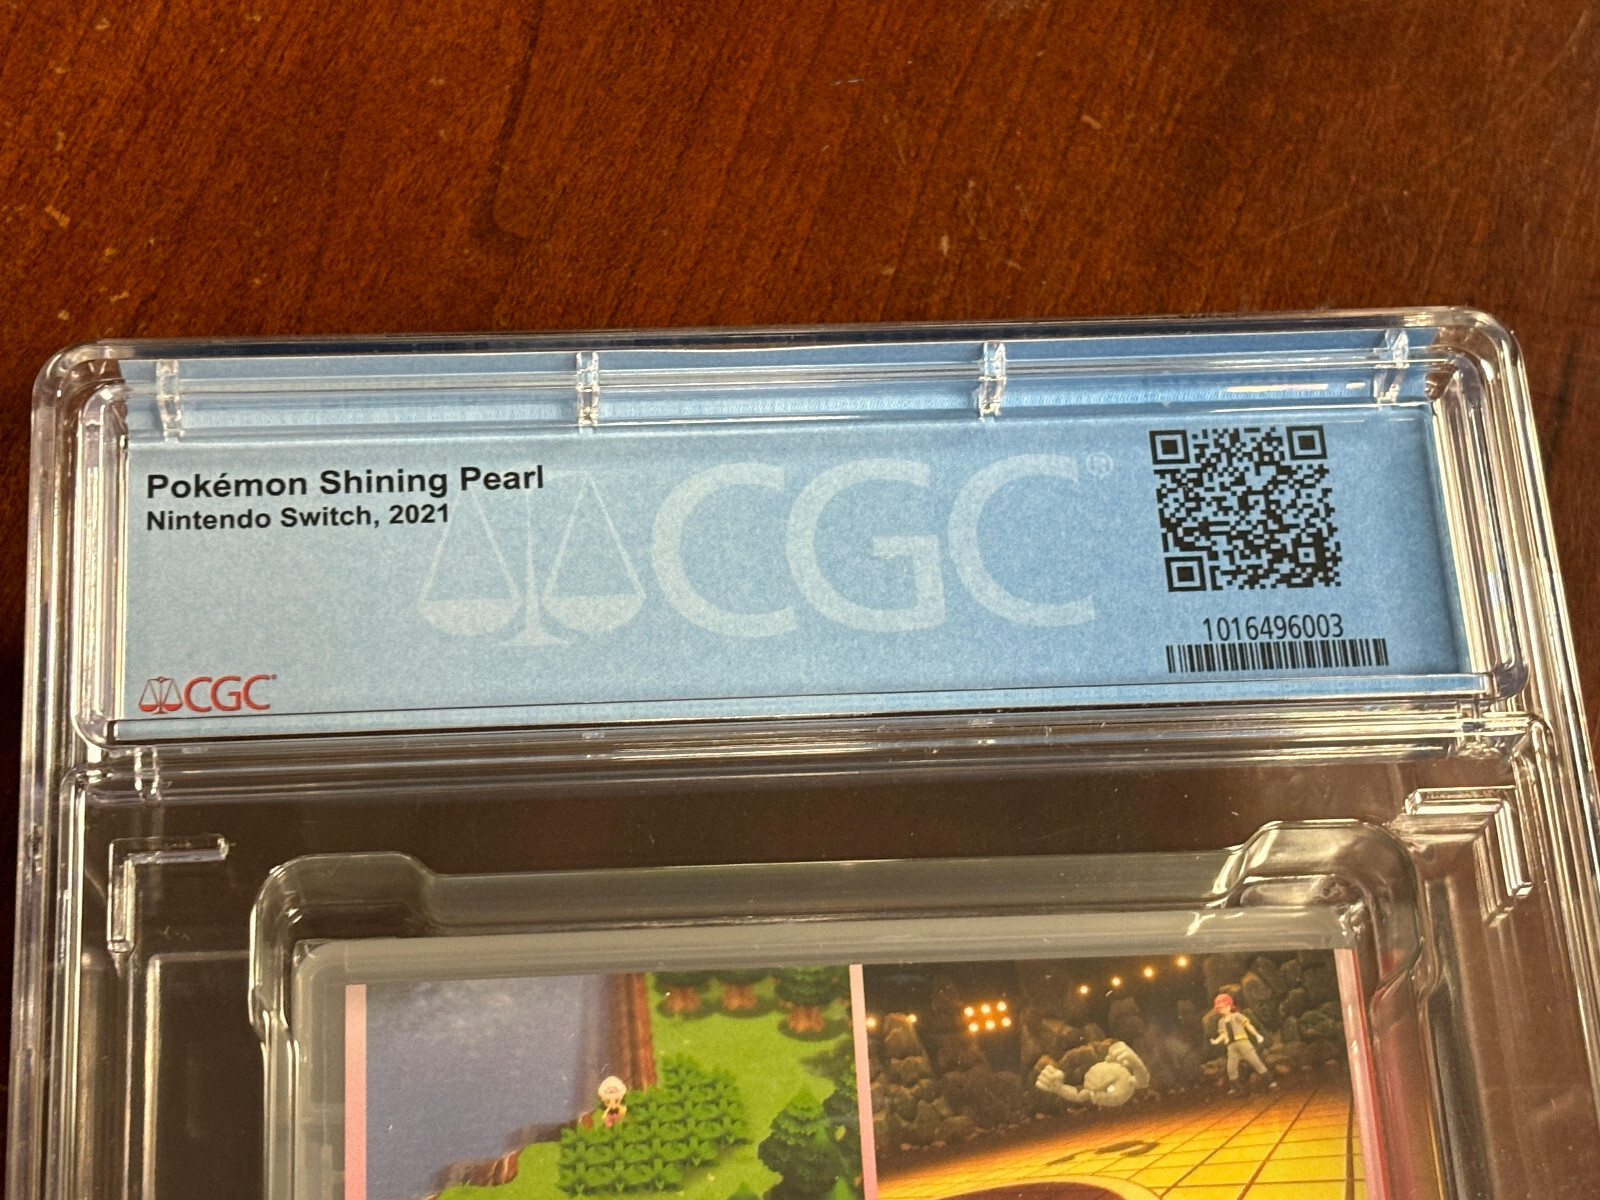 Pokémon Shining Pearl
Nintendo Switch, 2021
CGC®
1016496003
CGC